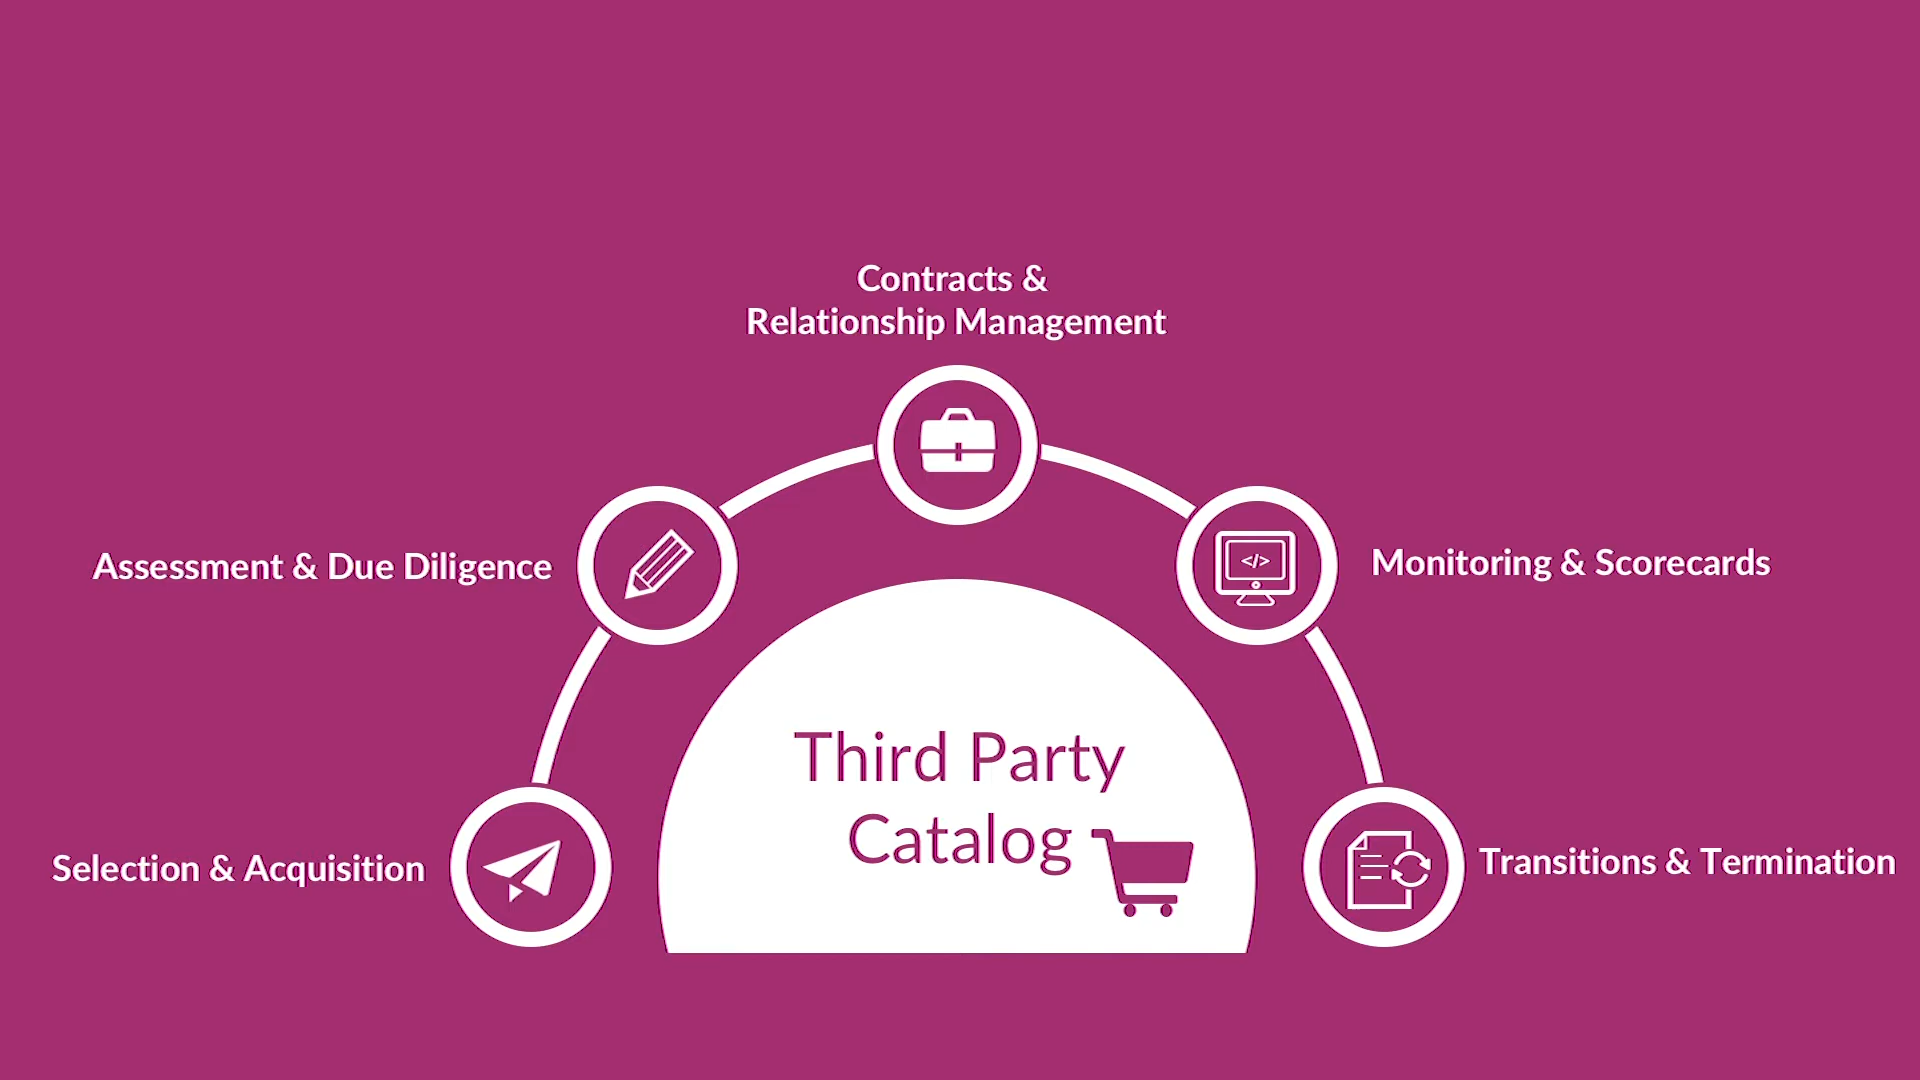 Contracts &
Relationship Management
Assessment & Due Diligence
</>
Monitoring & Scorecards
Third Party
Catalog
Selection & Acquisition
Transitions & Termination